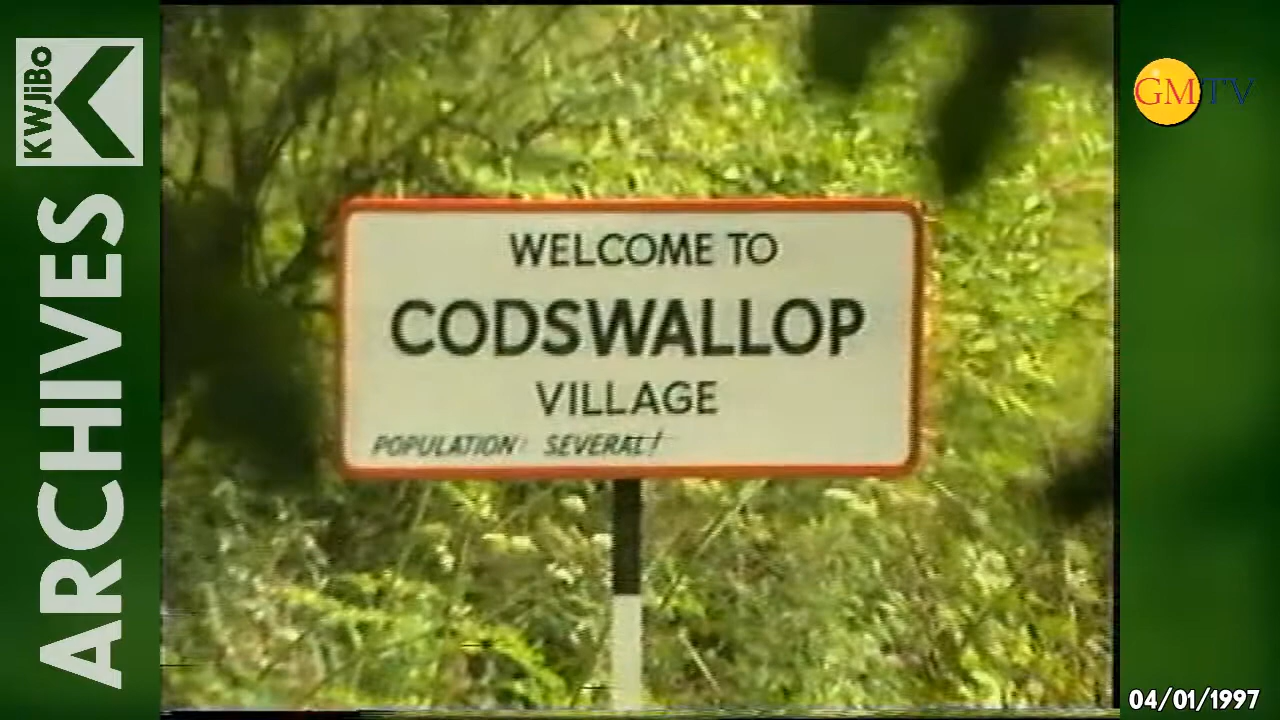 KWJiBo
ARCHIVES
GMTV
WELCOME TO
CODSWALLOP
VILLAGE
POPULATION: SEVERAL!
04/01/1997